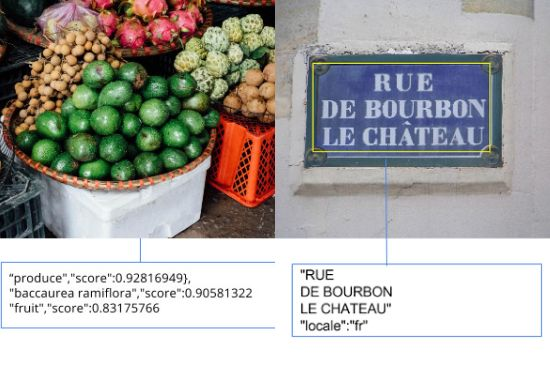 RUE
DE BOURBON
LE CHÂTEAU
"produce","score":0.92816949},
"baccaurea ramiflora","score":0.90581322
"fruit","score":0.83175766
"RUE
DE BOURBON
LE CHATEAU"
"locale":"fr"